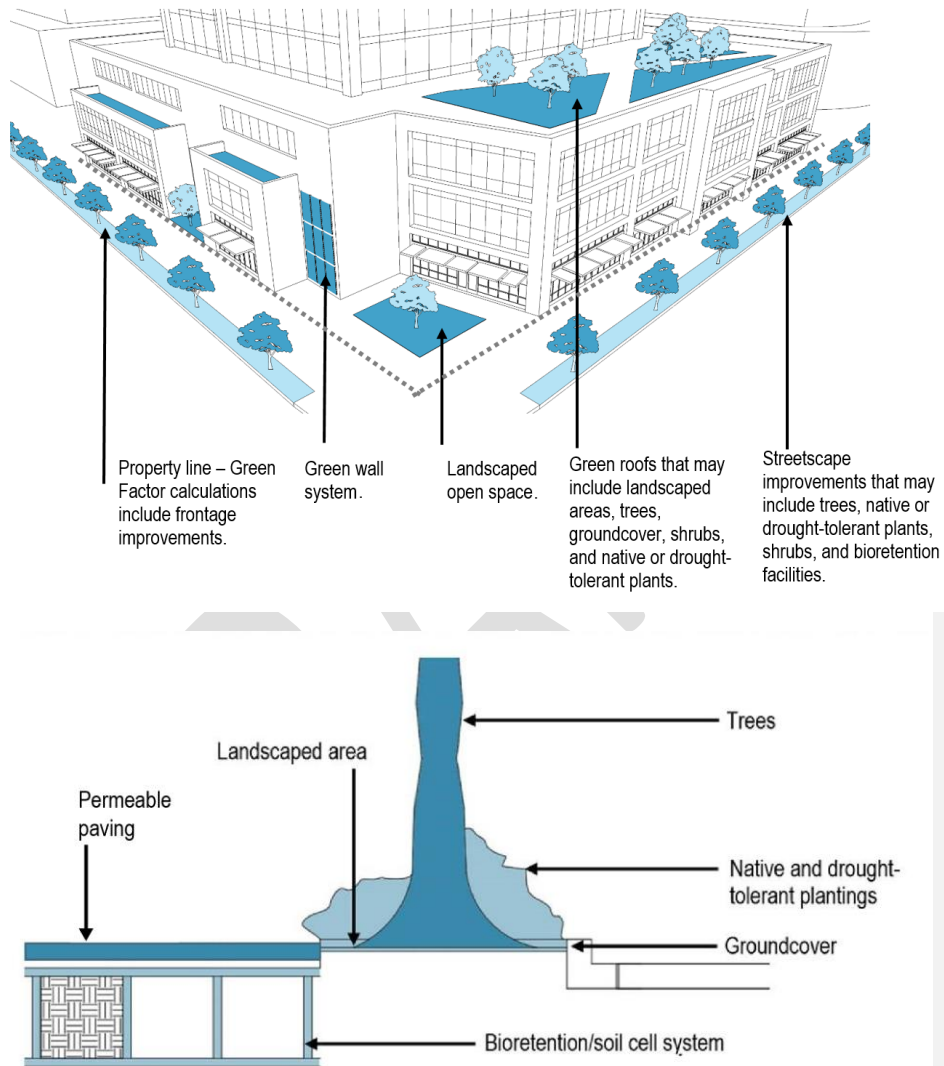 Property line – Green
Factor calculations
include frontage
improvements.
Green wall
system.
Landscaped
open space.
Green roofs that may
include landscaped
areas, trees,
groundcover, shrubs,
and native or drought-
tolerant plants.
Streetscape
improvements that may
include trees, native or
drought-tolerant plants,
shrubs, and bioretention
facilities.
Trees
Landscaped area
Permeable
paving
Native and drought-
tolerant plantings
Groundcover
Bioretention/soil cell system